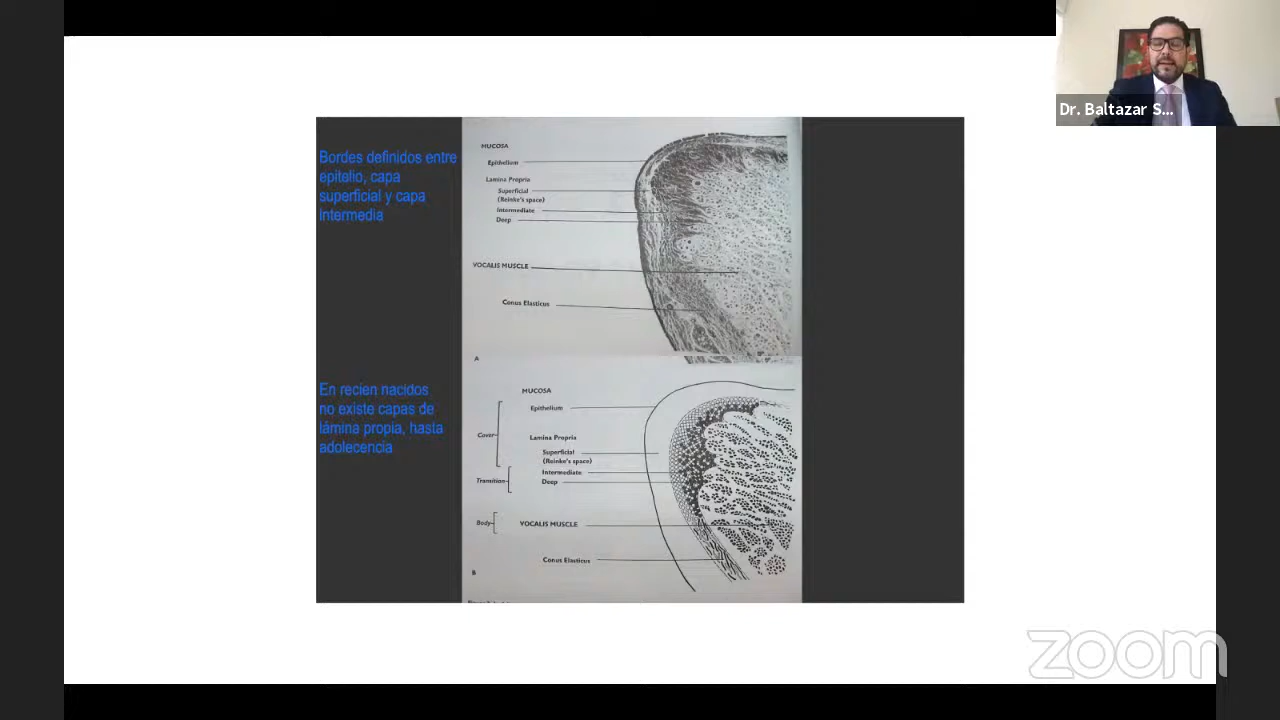 Dr. Baltazar S...
Bordes definidos entre
epitelio, capa
superficial y capa
intermedia
MUCOSA
Epithelium
Lamina Propria
Superficial
(Reinke's space)
Intermediate
Deep
VOCALIS MUSCLE
Conus Elasticus
A
En recien nacidos
no existe capas de
lámina propia, hasta
adolecencia
MUCOSA
Epithelium
Cover
Lamina Propria
Superficial
(Reinke's space)
Intermediate
Transition
Deep
Body
VOCALIS MUSCLE
Conus Elasticus
B
zoom